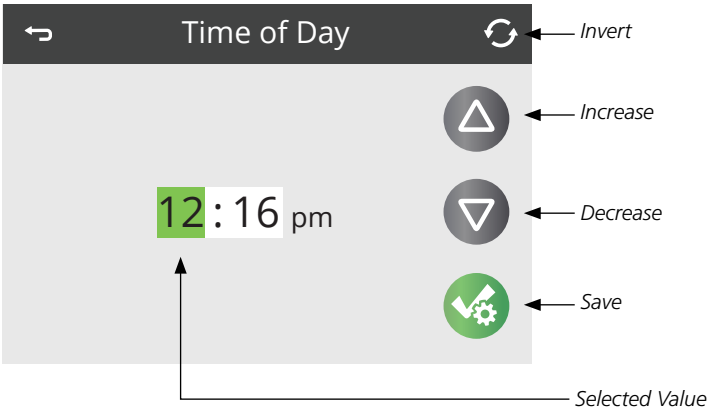 Time of Day
Invert
Increase
12 : 16 pm
Decrease
Save
Selected Value